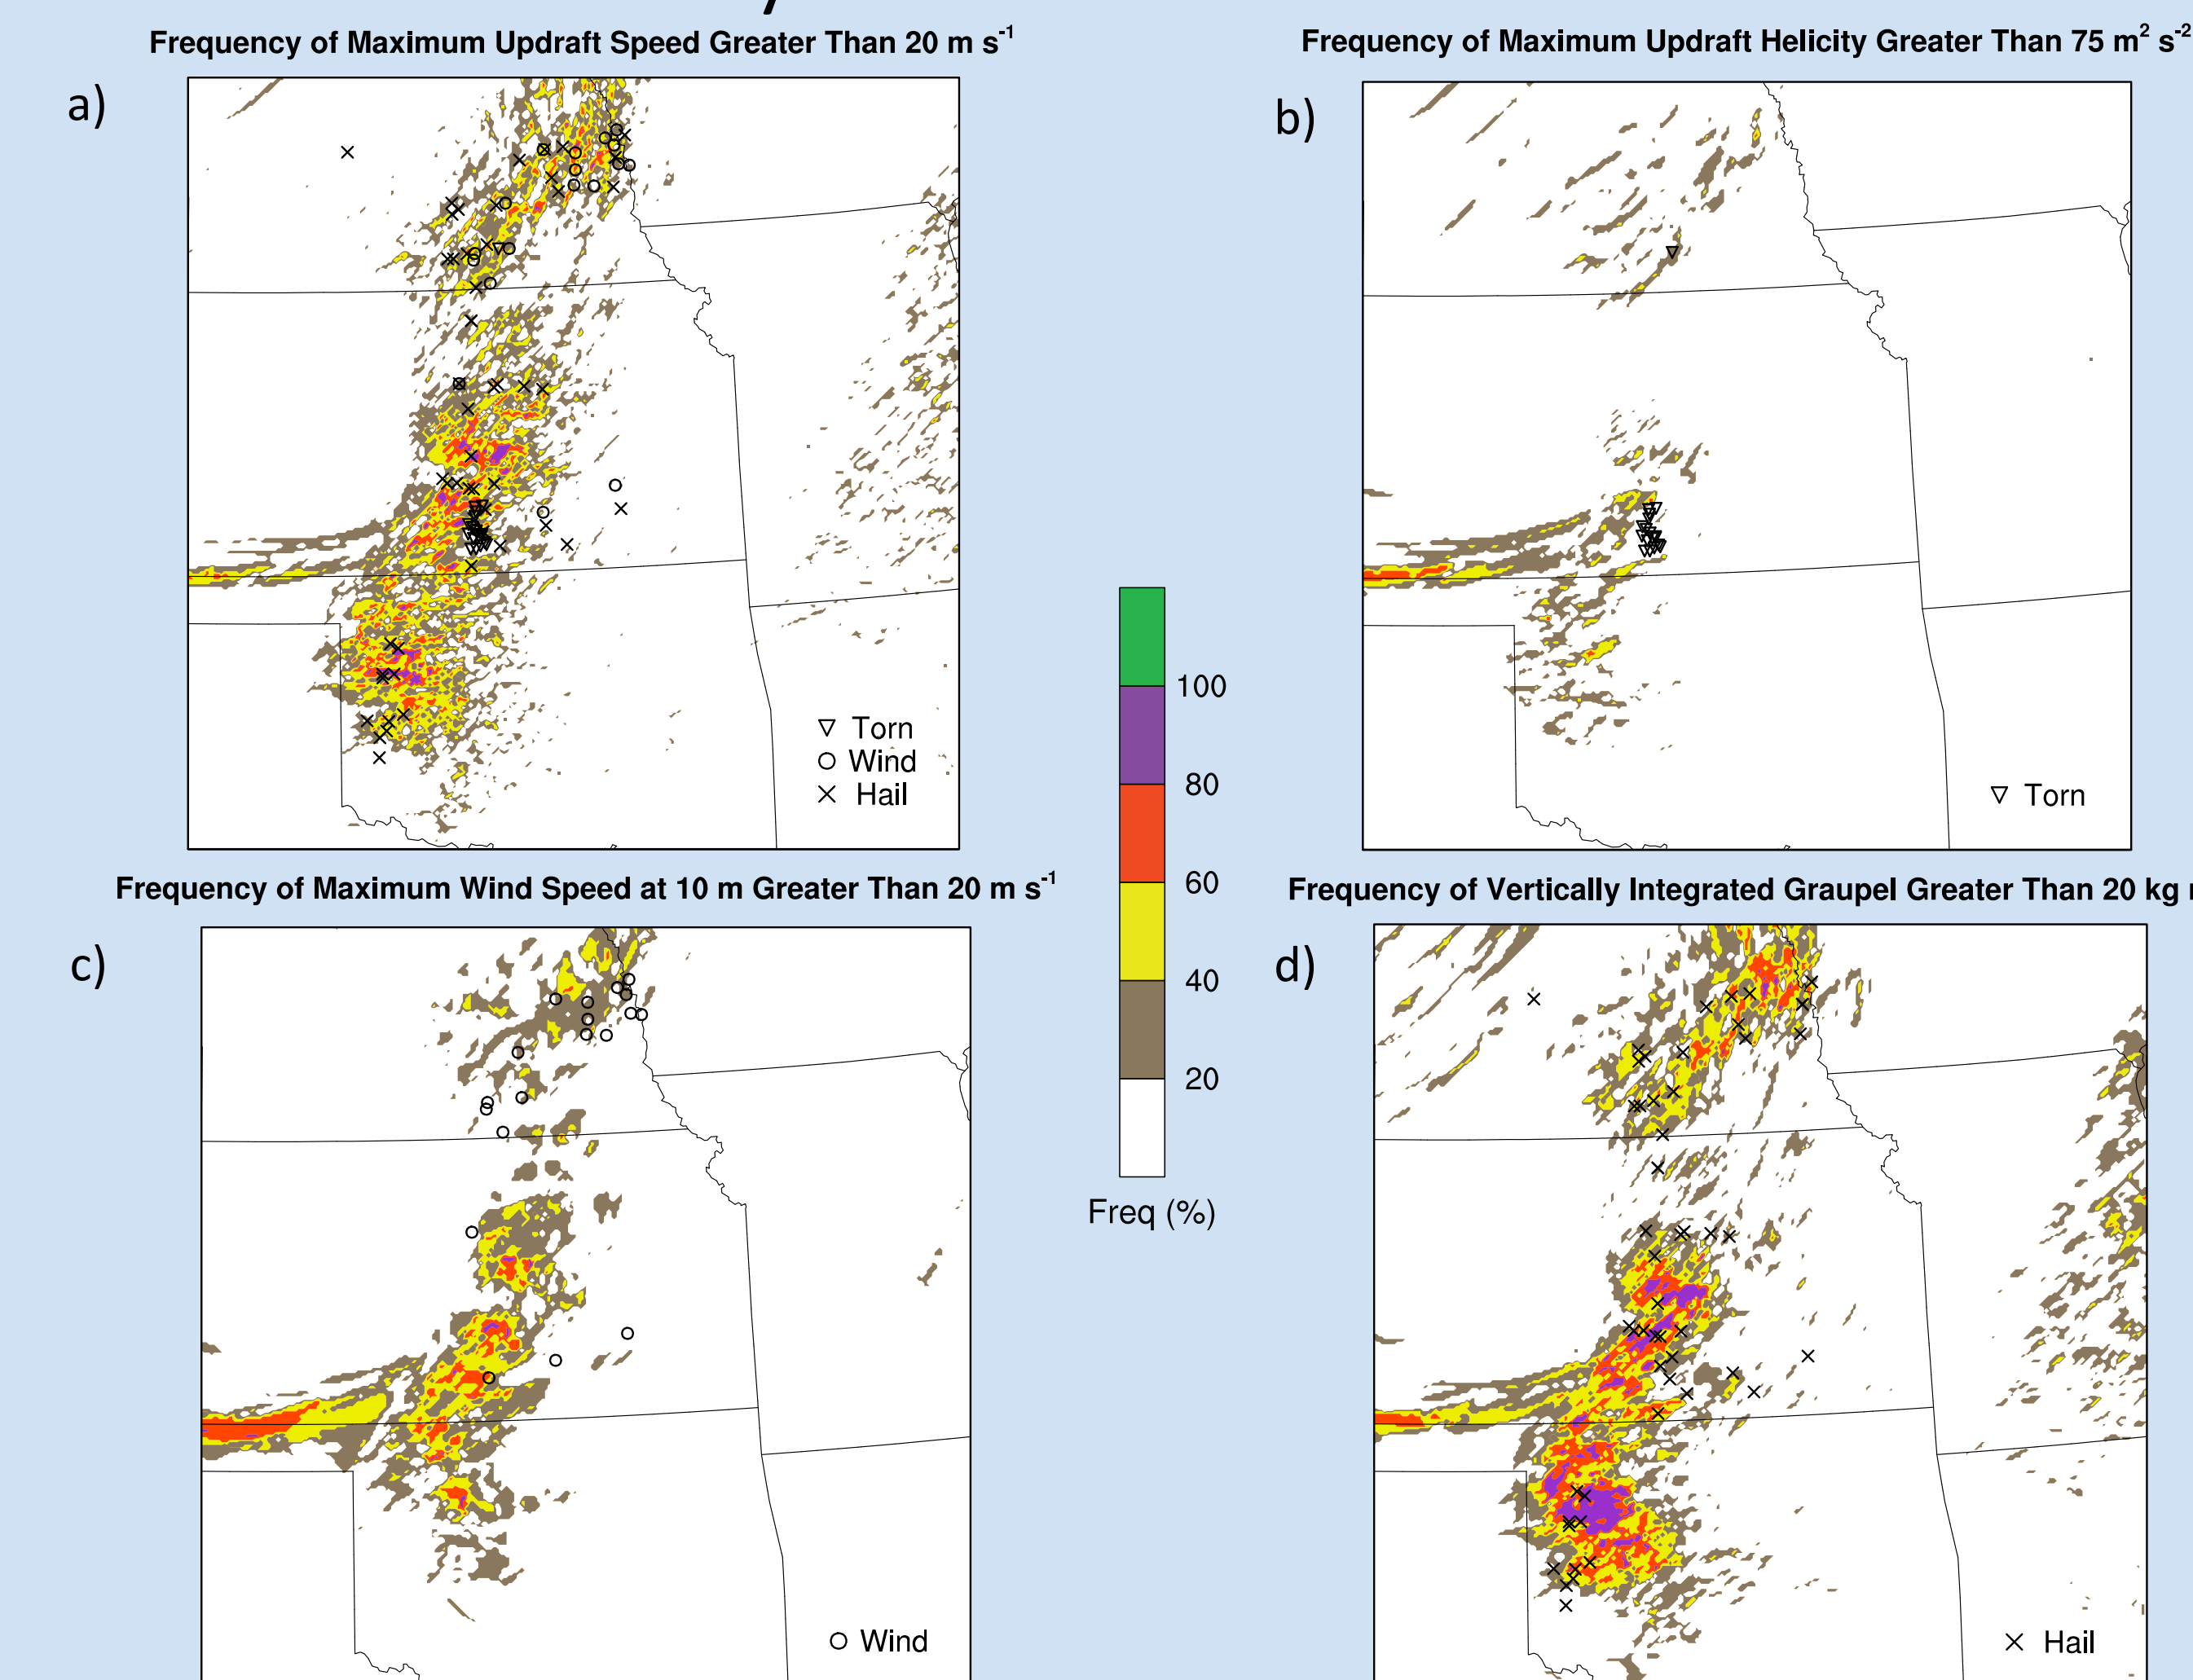 Frequency of Maximum Updraft Speed Greater Than 20 m s-1
a)
Torn
Wind
Hail
Frequency of Maximum Updraft Helicity Greater Than 75 m2 s-2
b)
Torn
100
80
60
40
20
Freq (%)
Frequency of Maximum Wind Speed at 10 m Greater Than 20 m s-1
c)
Wind
Frequency of Vertically Integrated Graupel Greater Than 20 kg
d)
Hail